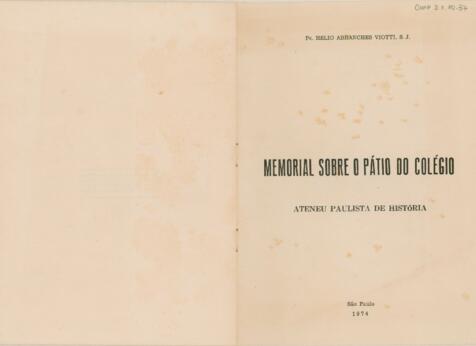 Pe. HELIO ABRANCHES VIOTTI, S. J.
MEMORIAL SOBRE O PÁTIO DO COLÉGIO
ATENEU PAULISTA DE HISTÓRIA
São Paulo
1974